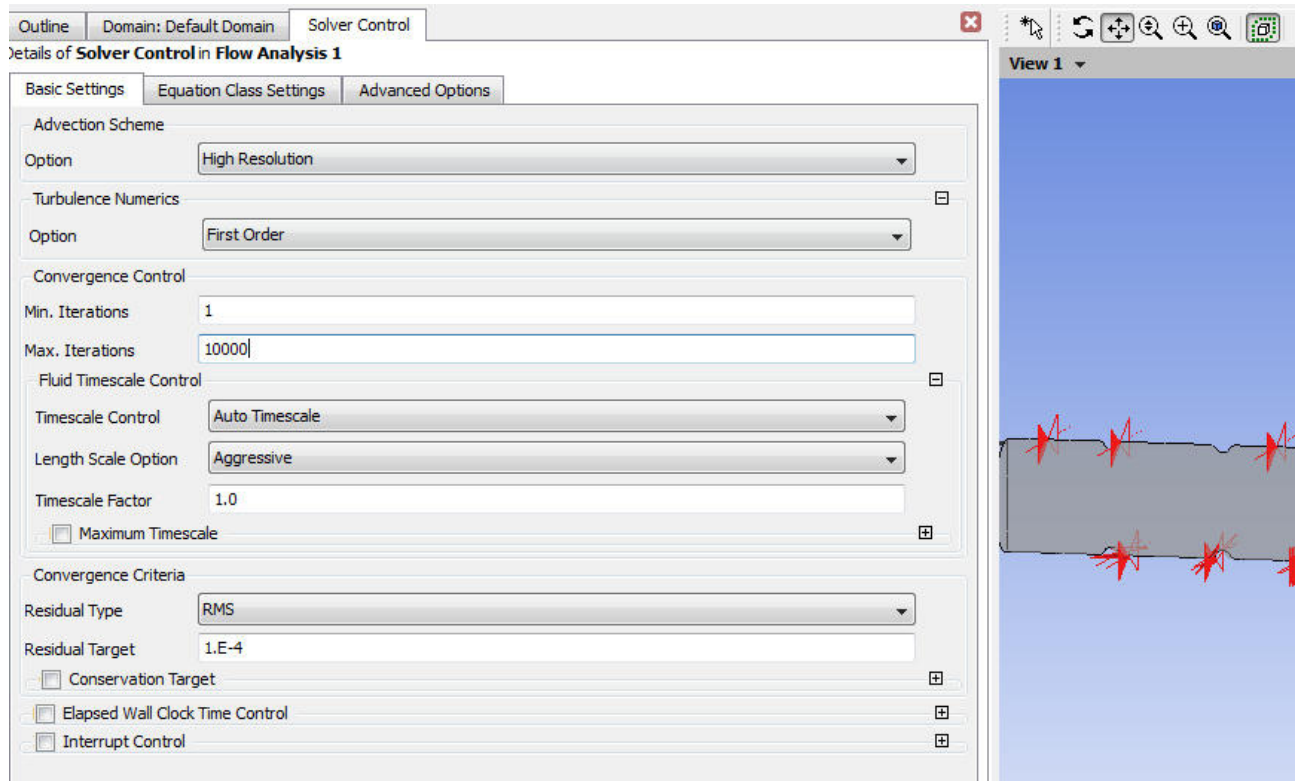 Outline Domain: Default Domain Solver Control
Details of Solver Control in Flow Analysis 1
Basic Settings Equation Class Settings Advanced Options
Advection Scheme
Option High Resolution
Turbulence Numerics
Option First Order
Convergence Control
Min. Iterations 1
Max. Iterations 10000
Fluid Timescale Control
Timescale Control Auto Timescale
Length Scale Option Aggressive
Timescale Factor 1.0
Maximum Timescale
Convergence Criteria
Residual Type RMS
Residual Target 1.E-4
Conservation Target
Elapsed Wall Clock Time Control
Interrupt Control
View 1